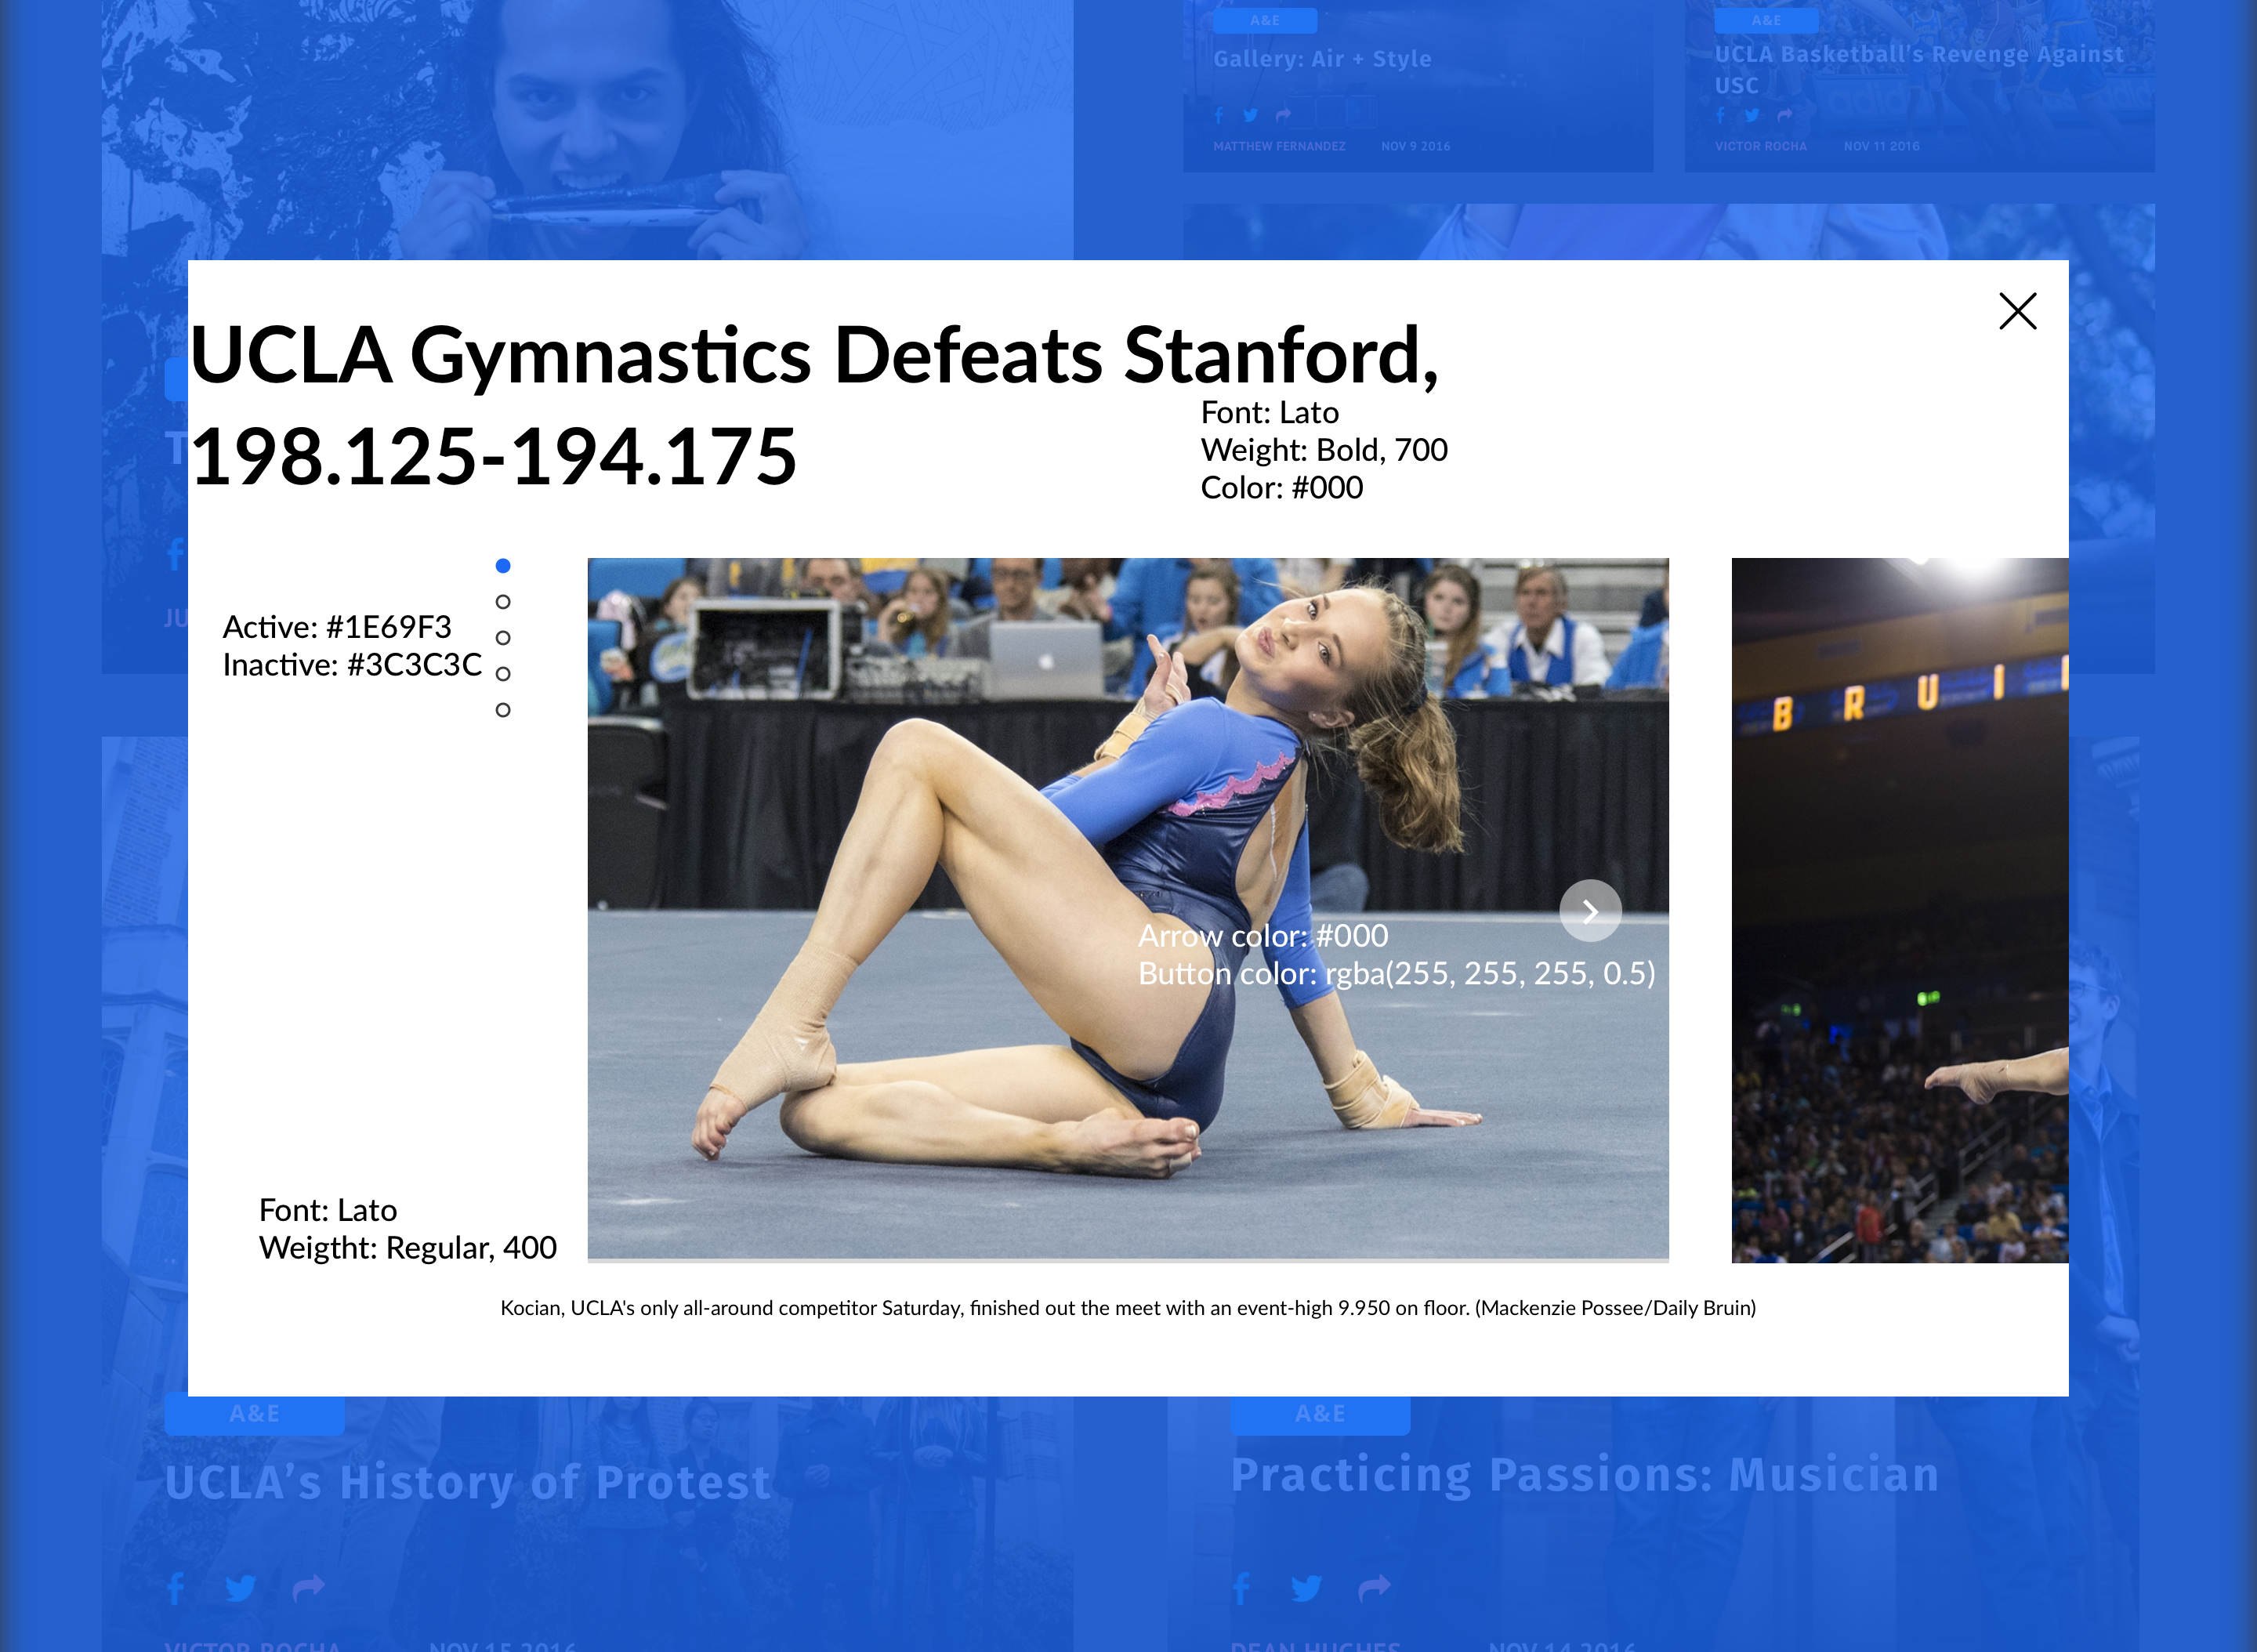 A&E
Gallery: Air + Style
MATTHEW FERNANDEZ NOV 9 2016
A&E
UCLA Basketball’s Revenge Against
USC
VICTOR ROCHA NOV 11 2016
UCLA Gymnastics Defeats Stanford,
198.125-194.175
Font: Lato
Weight: Bold, 700
Color: #000
T
JU
Active: #1E69F3
Inactive: #3C3C3C
B R U I
Arrow color: #000
Button color: rgba(255, 255, 255, 0.5)
Font: Lato
Weigtht: Regular, 400
Kocian, UCLA's only all-around competitor Saturday, finished out the meet with an event-high 9.950 on floor. (Mackenzie Possee/Daily Bruin)
A&E
UCLA’s History of Protest
VICTOR ROCHA NOV 15 2016
A&E
Practicing Passions: Musician
DEAN HUGHES NOV 14 2016